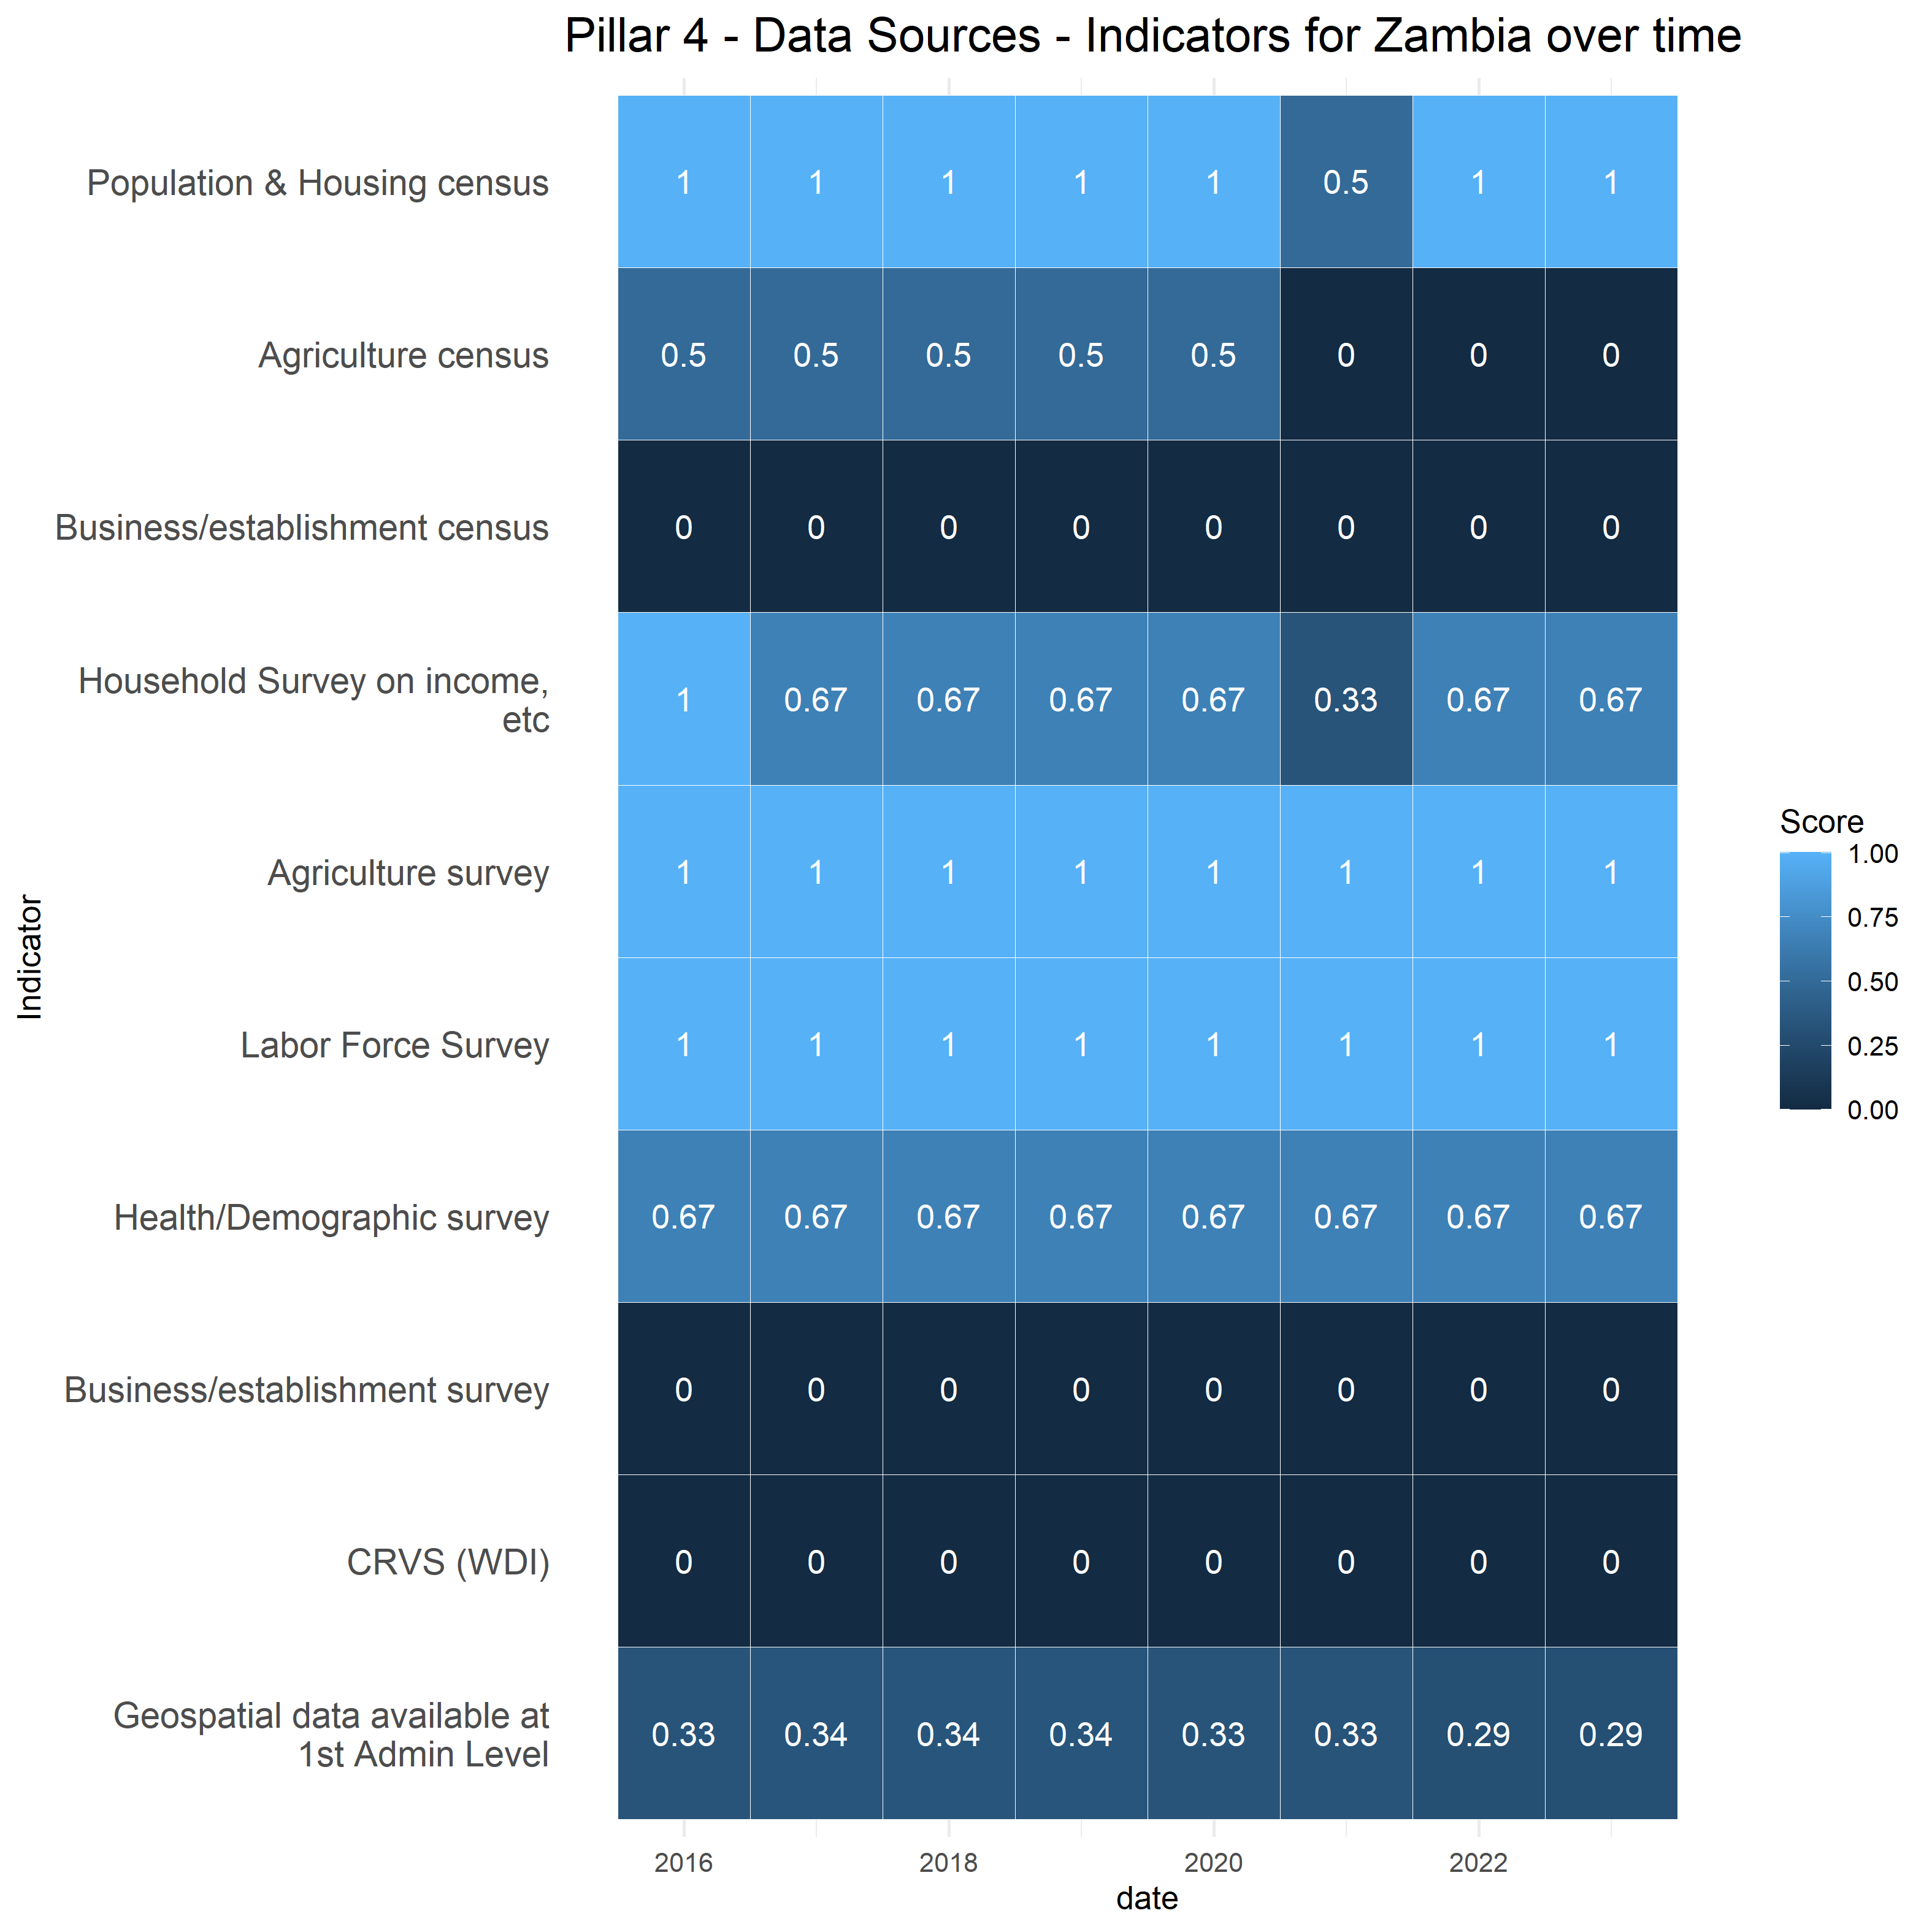 Pillar 4 - Data Sources - Indicators for Zambia over time
Population & Housing census
1 1 1 1 1 0.5 1 1
Agriculture census
0.5 0.5 0.5 0.5 0.5 0 0 0
Business/establishment census
0 0 0 0 0 0 0 0
Household Survey on income,
etc
1 0.67 0.67 0.67 0.67 0.33 0.67 0.67
Agriculture survey
1 1 1 1 1 1 1 1
Labor Force Survey
1 1 1 1 1 1 1 1
Health/Demographic survey
0.67 0.67 0.67 0.67 0.67 0.67 0.67 0.67
Business/establishment survey
0 0 0 0 0 0 0 0
CRVS (WDI)
0 0 0 0 0 0 0 0
Geospatial data available at
1st Admin Level
0.33 0.34 0.34 0.34 0.33 0.33 0.29 0.29
2016 2018 2020 2022
date
Indicator
Score
1.00
0.75
0.50
0.25
0.00